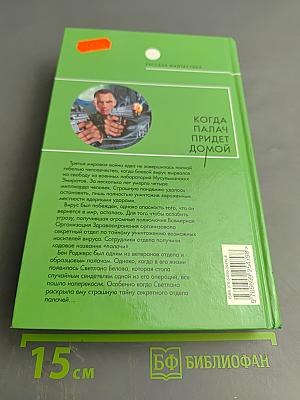 РУССКАЯ ФАНТАСТИКА
КОГДА
ПАЛАЧ
ПРИДЕТ
ДОМОЙ
Третья мировая война едва не завершилась полной
гибелью человечества, когда боевой вирус вырвался
на свободу из военных лабораторий Мусульманских
Эмиратов. За несколько лет умерло четыре
миллиарда человек. Страшную пандемию удалось
остановить, лишь полностью уничтожив зараженные
местности ядерными ударами.
Вирус был побежден, однако опасность того, что он
вернется в мир, осталась. Для того чтобы ослабить
угрозу, получившая огромные полномочия Всемирная
Организация Здравоохранения организовала
секретный отдел по тайному уничтожению возможных
носителей вируса. Сотрудники отдела получили
кодовое название «палачи».
Бен Роджерс был одним из ветеранов отдела и
образцовым палачом. Однако, когда в его жизни
появилась Светлана Белова, которая стала
случайным свидетелем одной из его операций, все
пошло наперекосяк. Особенно когда Светлана
раскрыла ему страшную тайну секретного отдела
палачей...
15 см
БФ БИБЛИОФАН